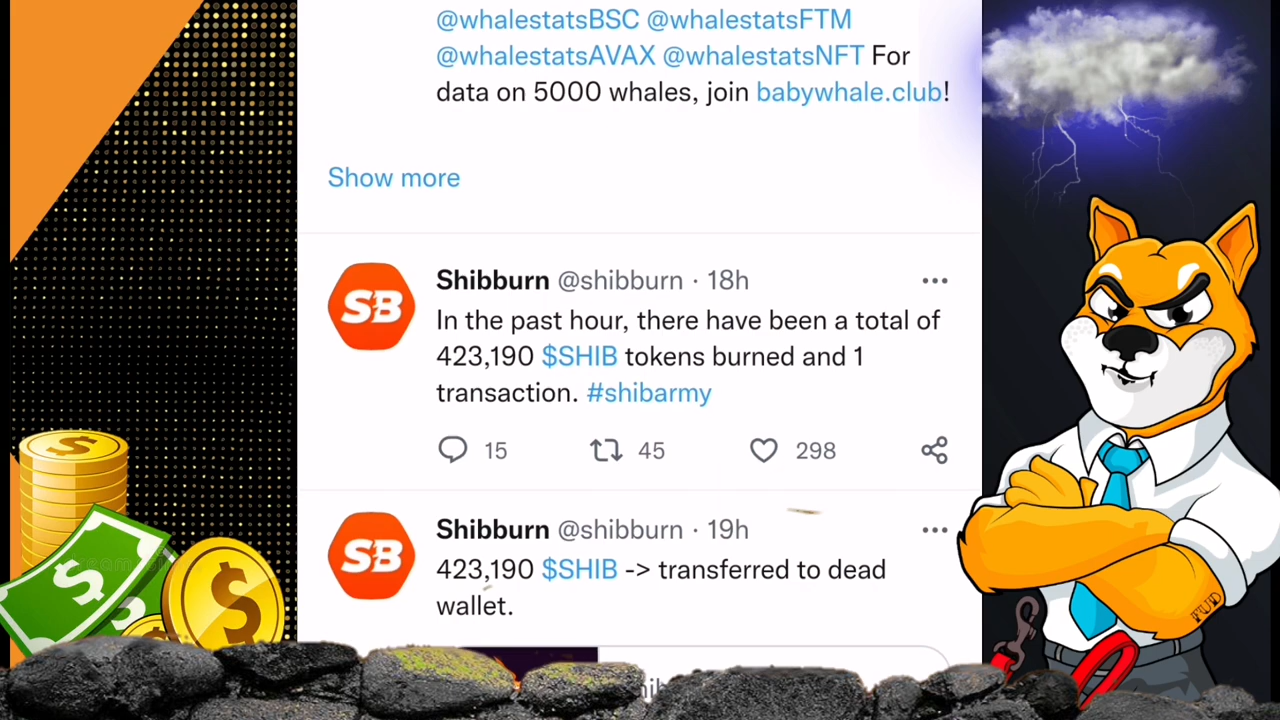 @whalestatsBSC @whalestatsFTM
@whalestatsAVAX @whalestatsNFT For
data on 5000 whales, join babywhale.club!
Show more
SB
Shibburn @shibburn · 18h
In the past hour, there have been a total of
423,190 $SHIB tokens burned and 1
transaction. #shibarmy
15 45 298
SB
Shibburn @shibburn · 19h
423,190 $SHIB -> transferred to dead
wallet.
FUD